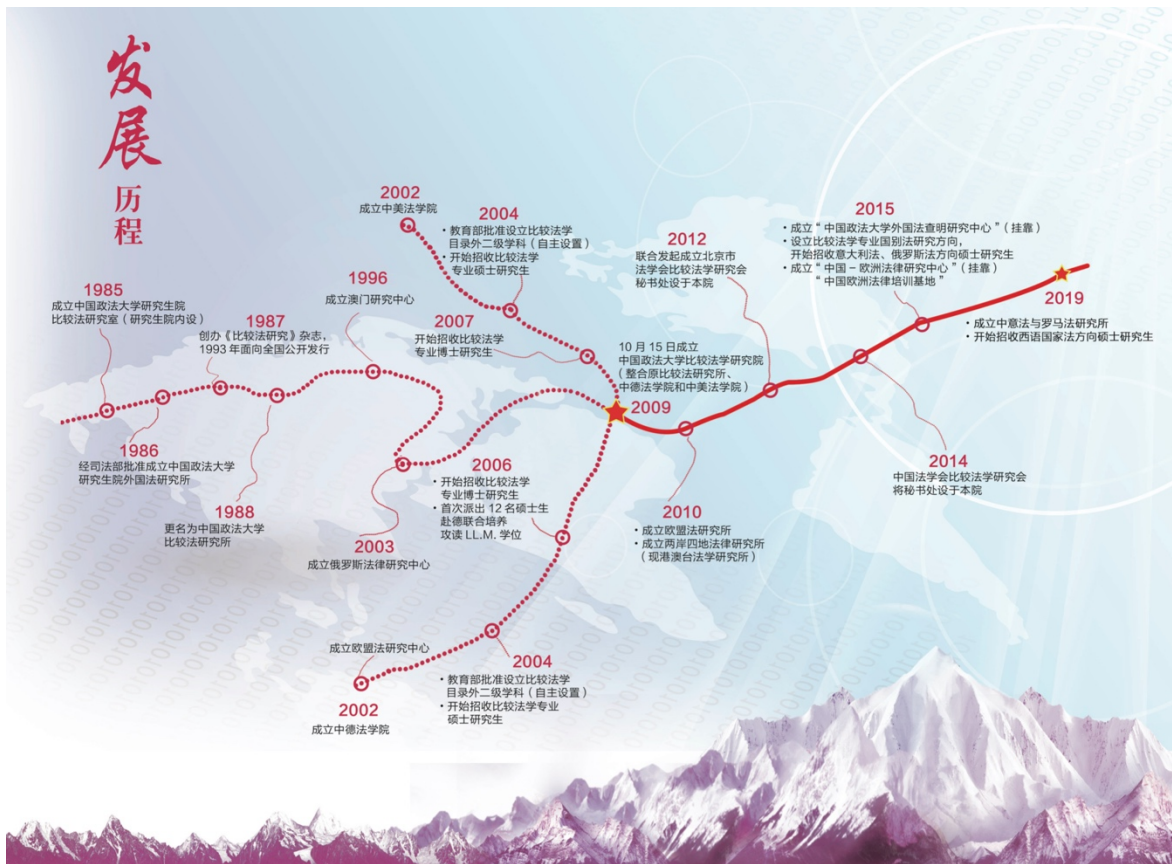 发展
历程
1985
成立中国政法大学研究生院
比较法研究室（研究生院内设）
1986
经司法部批准成立中国政法大学
研究生院外国法研究所
1987
创办《比较法研究》杂志，
1993 年面向全国公开发行
1988
更名为中国政法大学
比较法研究所
1996
成立澳门研究中心
2003
成立俄罗斯法律研究中心
2002
成立中美法学院
2004
• 教育部批准设立比较法学
目录外二级学科（自主设置）
• 开始招收比较法学
专业硕士研究生
2007
开始招收比较法学
专业博士研究生
成立欧盟法研究中心
2002
成立中德法学院
2004
• 教育部批准设立比较法学
目录外二级学科（自主设置）
• 开始招收比较法学专业
硕士研究生
2006
• 开始招收比较法学
专业博士研究生
• 首次派出 12 名硕士生
赴德联合培养
攻读 LL.M. 学位
10 月 15 日成立
中国政法大学比较法学研究院
（整合原比较法研究所、
中德法学院和中美法学院）
2009
2010
• 成立欧盟法研究所
• 成立两岸四地法律研究所
（现港澳台法学研究所）
2012
联合发起成立北京市
法学会比较法学研究会
秘书处设于本院
2014
中国法学会比较法学研究会
将秘书处设于本院
2015
• 成立“中国政法大学外国法查明研究中心”（挂靠）
• 设立比较法学专业国别法研究方向，
开始招收意大利法、俄罗斯法方向硕士研究生
• 成立“中国－欧洲法律研究中心”（挂靠）
“中国欧洲法律培训基地”
2019
• 成立中意法与罗马法研究所
• 开始招收西语国家法方向硕士研究生